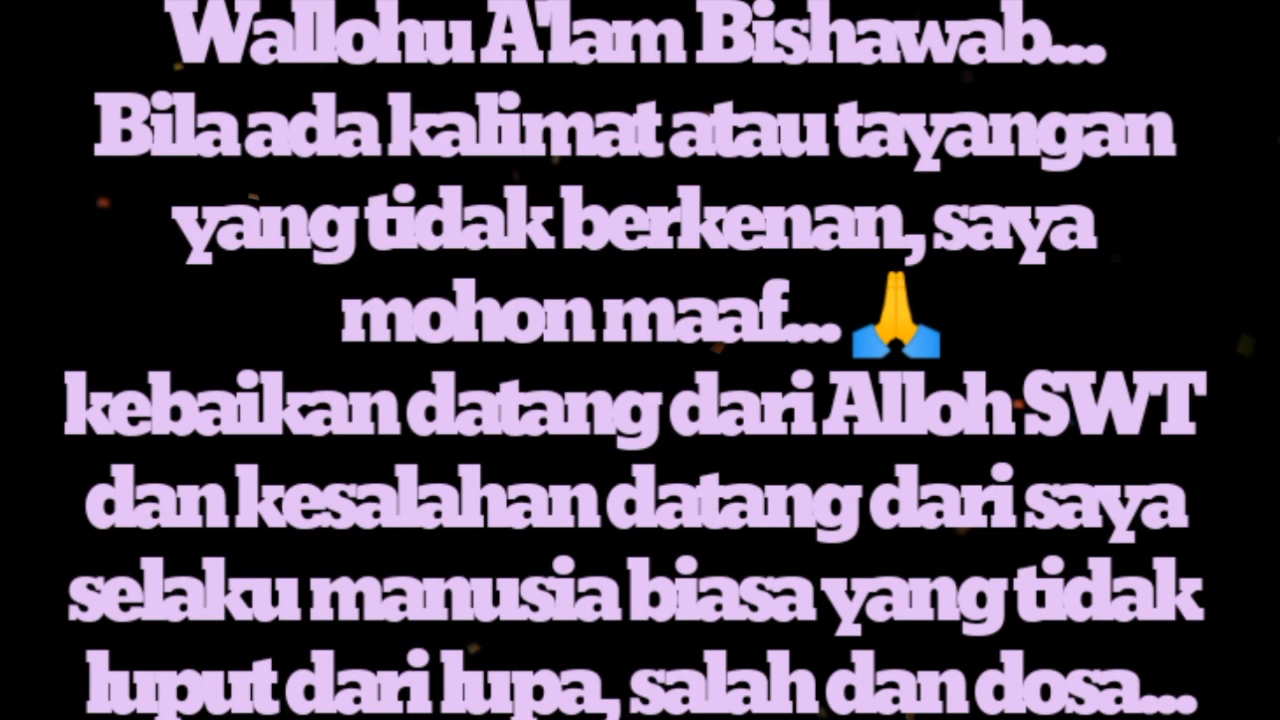 Wallohu A'lam Bishawab...
Bila ada kalimat atau tayangan
yang tidak berkenan, saya
mohon maaf... 🙏
kebaikan datang dari Alloh SWT
dan kesalahan datang dari saya
selaku manusia biasa yang tidak
luput dari lupa, salah dan dosa...